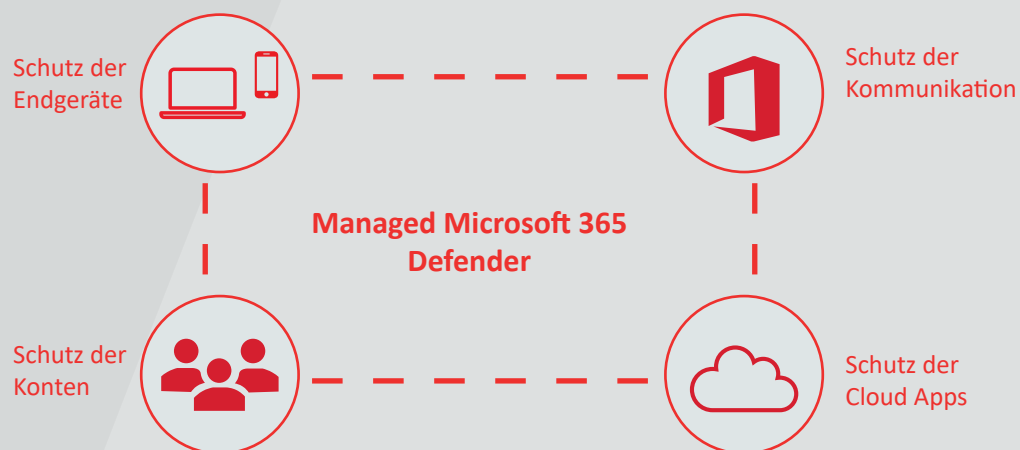 Schutz der
Endgeräte
Schutz der
Kommunikation
Managed Microsoft 365
Defender
Schutz der
Konten
Schutz der
Cloud Apps